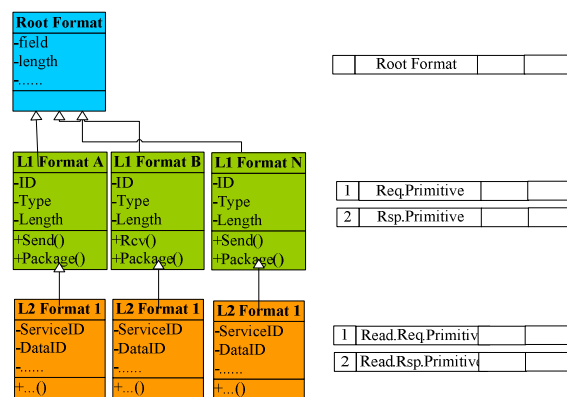 Root Format
-field
-length
-......
Root Format
L1 Format A
-ID
-Type
-Length
+Send()
+Package()
L1 Format B
-ID
-Type
-Length
+Rcv()
+Package()
L1 Format N
-ID
-Type
-Length
+Send()
+Package()
1 Req.Primitive
2 Rsp.Primitive
L2 Format 1
-ServiceID
-DataID
-......
+...()
L2 Format 1
-ServiceID
-DataID
-......
+...()
L2 Format 1
-ServiceID
-DataID
-......
+...()
1 Read.Req.Primitiv
2 Read.Rsp.Primitive